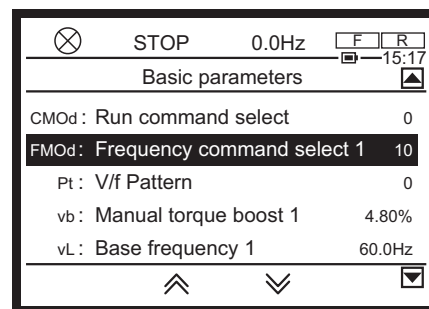 STOP 0.0Hz F R
15:17
Basic parameters
CMOd: Run command select 0
FMOd: Frequency command select 1 10
Pt: V/f Pattern 0
vb: Manual torque boost 1 4.80%
vL: Base frequency 1 60.0Hz